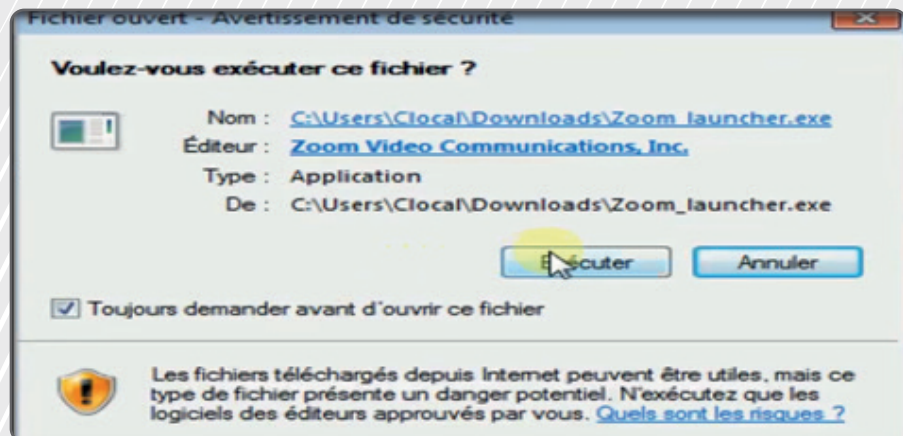 Fichier ouvert - Avertissement de sécurité
Voulez-vous exécuter ce fichier ?
Nom : C:\Users\Clocal\Downloads\Zoom_launcher.exe
Éditeur : Zoom Video Communications, Inc.
Type : Application
De : C:\Users\Clocal\Downloads\Zoom_launcher.exe
Exécuter Annuler
Toujours demander avant d'ouvrir ce fichier
Les fichiers téléchargés depuis Internet peuvent être utiles, mais ce
type de fichier présente un danger potentiel. N'exécutez que les
logiciels des éditeurs approuvés par vous. Quels sont les risques ?